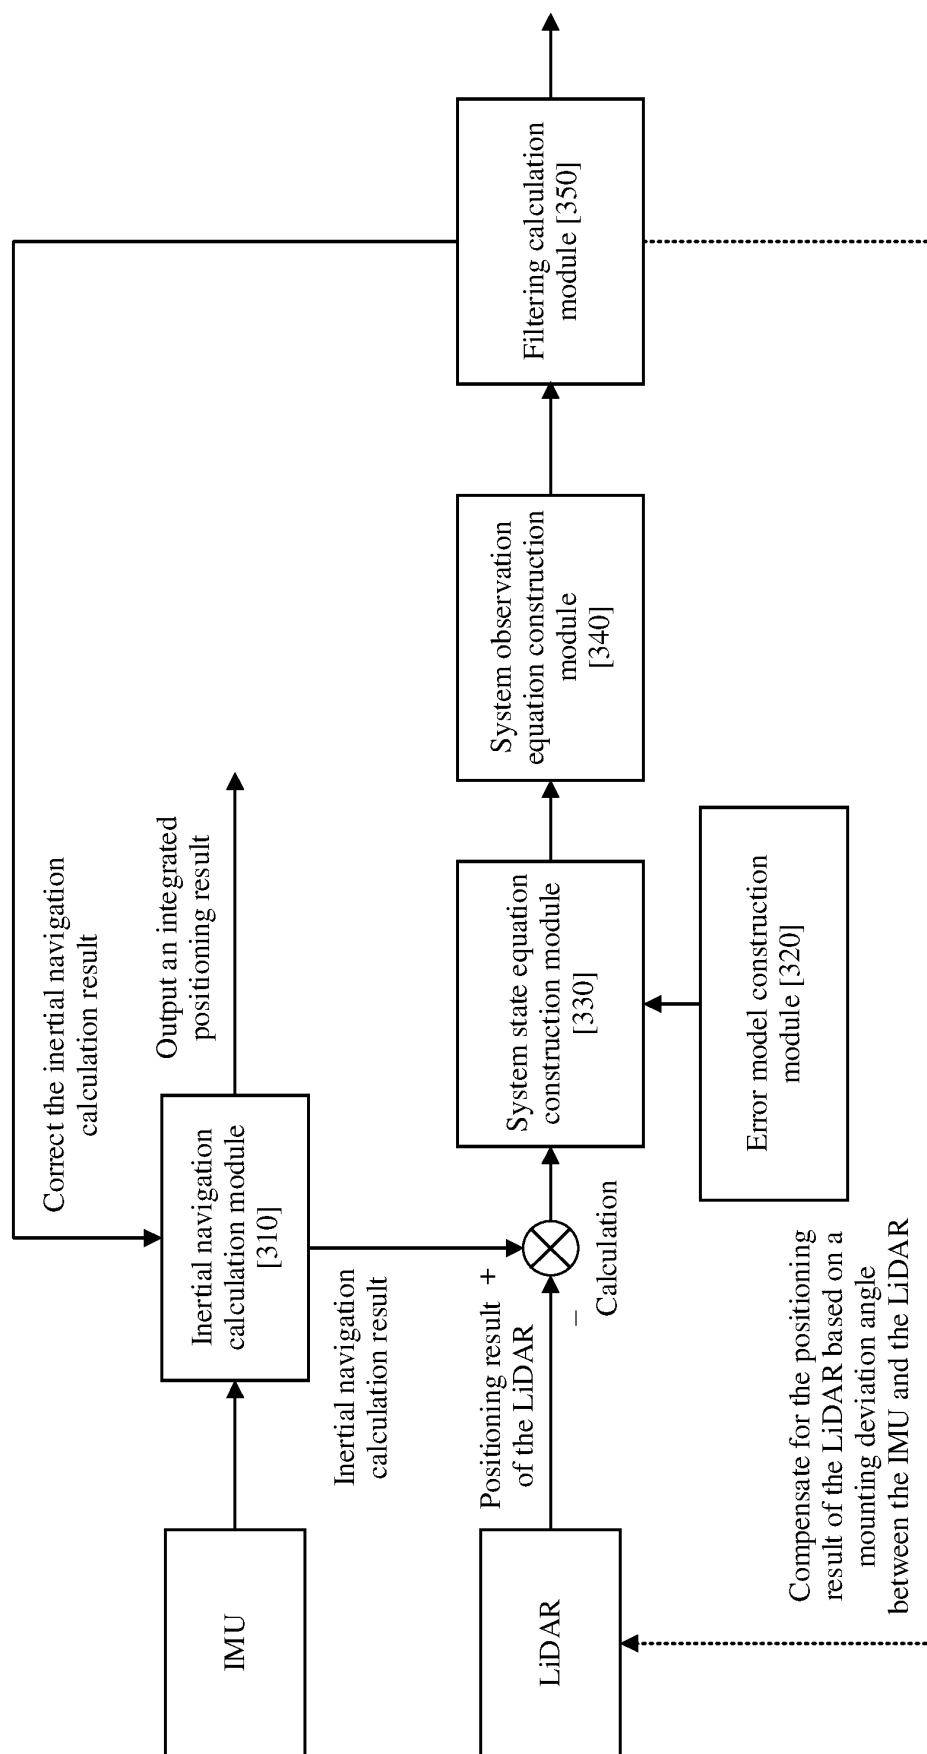 Correct the inertial navigation
calculation result
IMU
Inertial navigation
calculation module
[310]
Output an integrated
positioning result
Inertial navigation
calculation result
LiDAR
Positioning result
of the LiDAR
+
−
Calculation
System state equation
construction module
[330]
System observation
equation construction
module
[340]
Filtering calculation
module [350]
Error model construction
module [320]
Compensate for the positioning
result of the LiDAR based on a
mounting deviation angle
between the IMU and the LiDAR